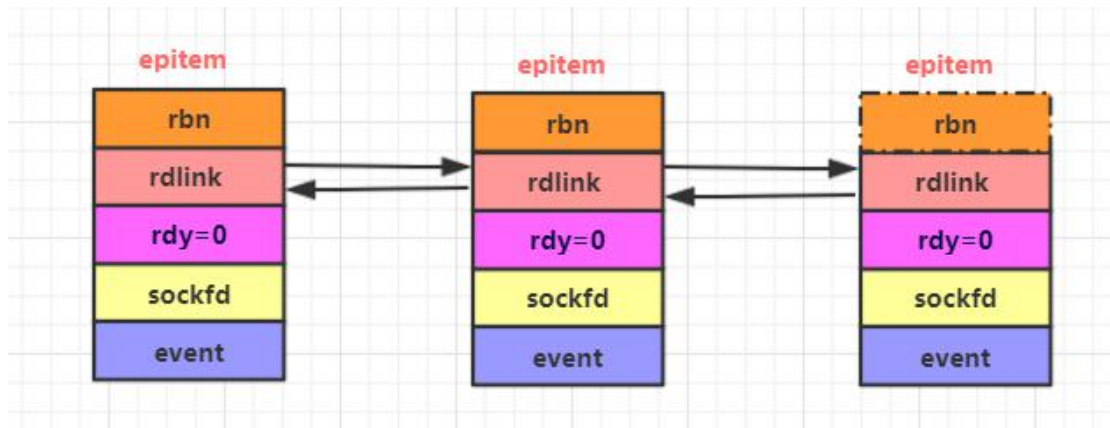 epitem
rbn
rdlink
rdy=0
sockfd
event
epitem
rbn
rdlink
rdy=0
sockfd
event
epitem
rbn
rdlink
rdy=0
sockfd
event